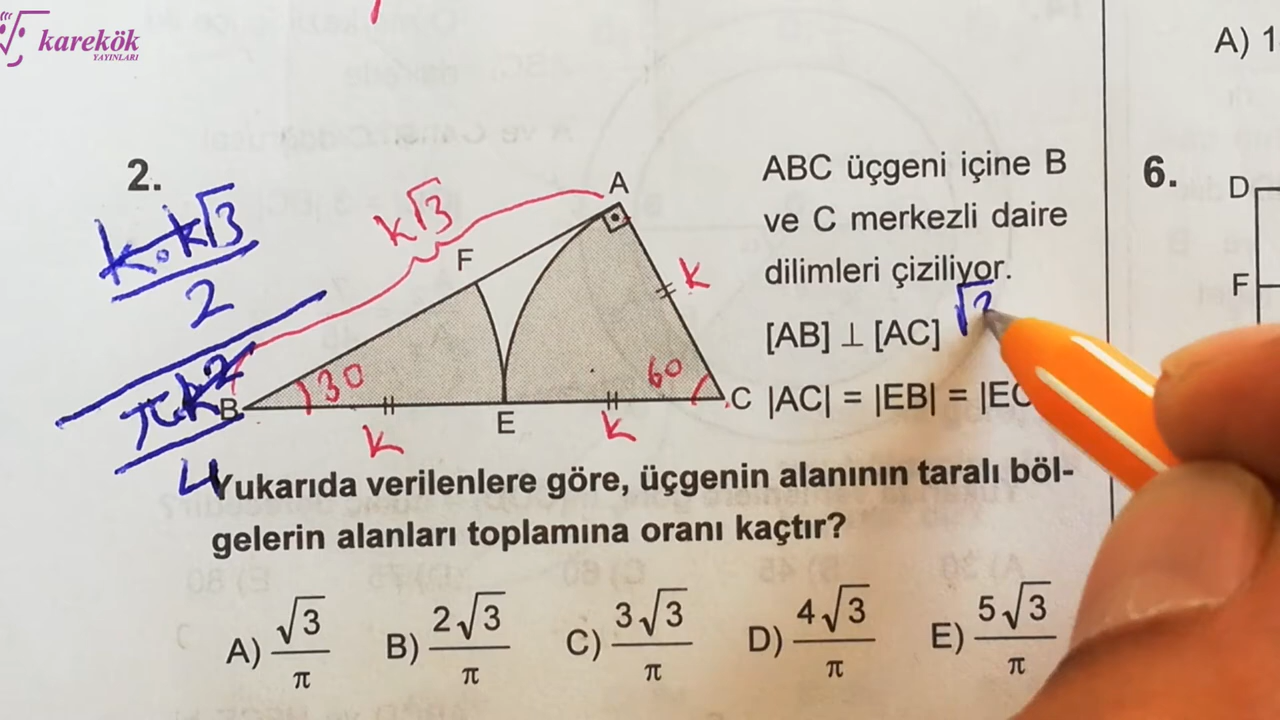 karekök
YAYINLARI
2.
k·k√3
2
πk²
4
k√3
A
F
k
30
60
B
E
C
k
k
ABC üçgeni içine B
ve C merkezli daire
dilimleri çiziliyor.
[AB] ⊥ [AC]
|AC| = |EB| = |EC
Yukarıda verilenlere göre, üçgenin alanının taralı böl-
gelerin alanları toplamına oranı kaçtır?
A) √3/π B) 2√3/π C) 3√3/π D) 4√3/π E) 5√3/π
A) 1
6.
D
F